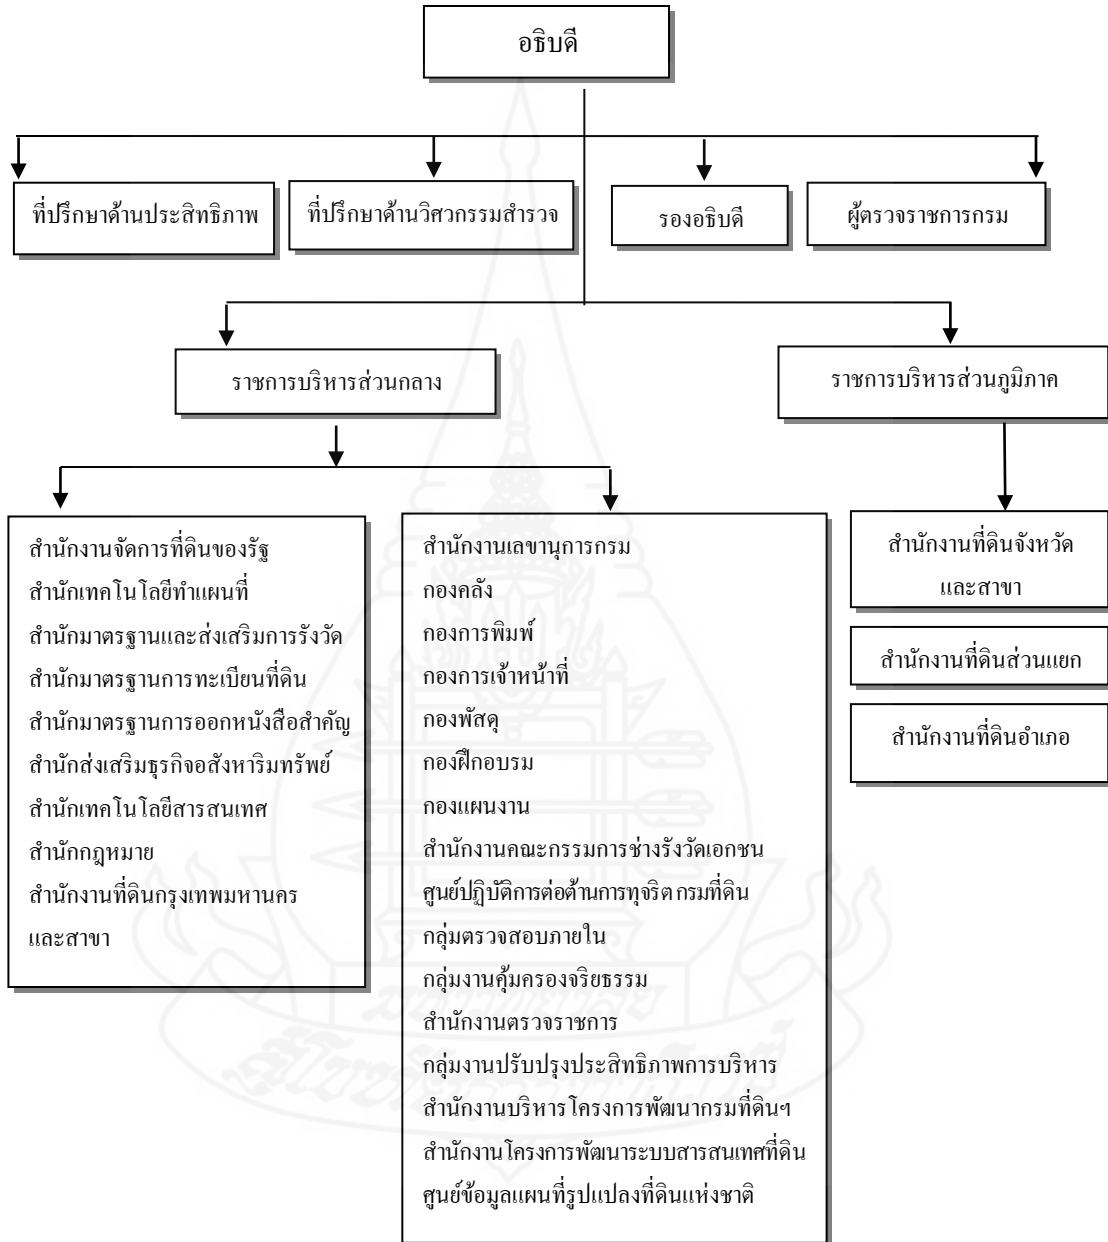 อธิบดี
ที่ปรึกษาด้านประสิทธิภาพ
ที่ปรึกษาด้านวิศวกรรมสำรวจ
รองอธิบดี
ผู้ตรวจราชการกรม
ราชการบริหารส่วนกลาง
ราชการบริหารส่วนภูมิภาค
สำนักงานจัดการที่ดินของรัฐ
สำนักเทคโนโลยีทำแผนที่
สำนักมาตรฐานและส่งเสริมการรังวัด
สำนักมาตรฐานการทะเบียนที่ดิน
สำนักมาตรฐานการออกหนังสือสำคัญ
สำนักส่งเสริมธุรกิจอสังหาริมทรัพย์
สำนักเทคโนโลยีสารสนเทศ
สำนักกฎหมาย
สำนักงานที่ดินกรุงเทพมหานคร
และสาขา
สำนักงานเลขานุการกรม
กองคลัง
กองการพิมพ์
กองการเจ้าหน้าที่
กองพัสดุ
กองฝึกอบรม
กองแผนงาน
สำนักงานคณะกรรมการช่างรังวัดเอกชน
ศูนย์ปฏิบัติการต่อต้านการทุจริต กรมที่ดิน
กลุ่มตรวจสอบภายใน
กลุ่มงานคุ้มครองจริยธรรม
สำนักงานตรวจราชการ
กลุ่มงานปรับปรุงประสิทธิภาพการบริหาร
สำนักงานบริหารโครงการพัฒนากรมที่ดินฯ
สำนักงานโครงการพัฒนาระบบสารสนเทศที่ดิน
ศูนย์ข้อมูลแผนที่รูปแปลงที่ดินแห่งชาติ
สำนักงานที่ดินจังหวัด
และสาขา
สำนักงานที่ดินส่วนแยก
สำนักงานที่ดินอำเภอ